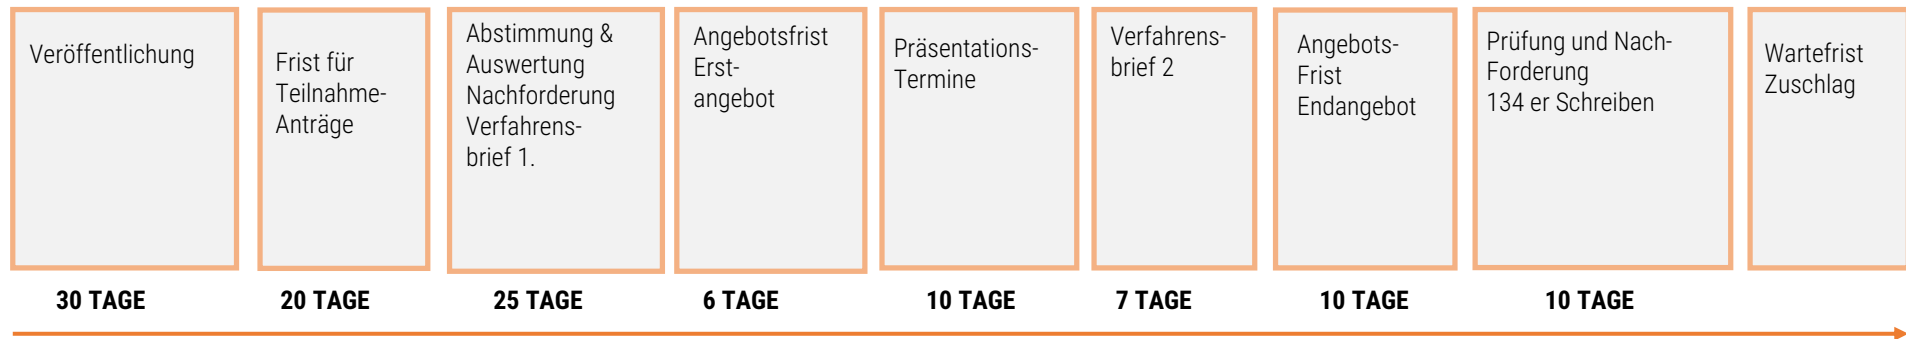 Veröffentlichung
Frist für
Teilnahme-
Anträge
Abstimmung &
Auswertung
Nachforderung
Verfahrens-
brief 1.
Angebotsfrist
Erst-
angebot
Präsentations-
Termine
Verfahrens-
brief 2
Angebots-
Frist
Endangebot
Prüfung und Nach-
Forderung
134 er Schreiben
Wartefrist
Zuschlag
30 TAGE
20 TAGE
25 TAGE
6 TAGE
10 TAGE
7 TAGE
10 TAGE
10 TAGE